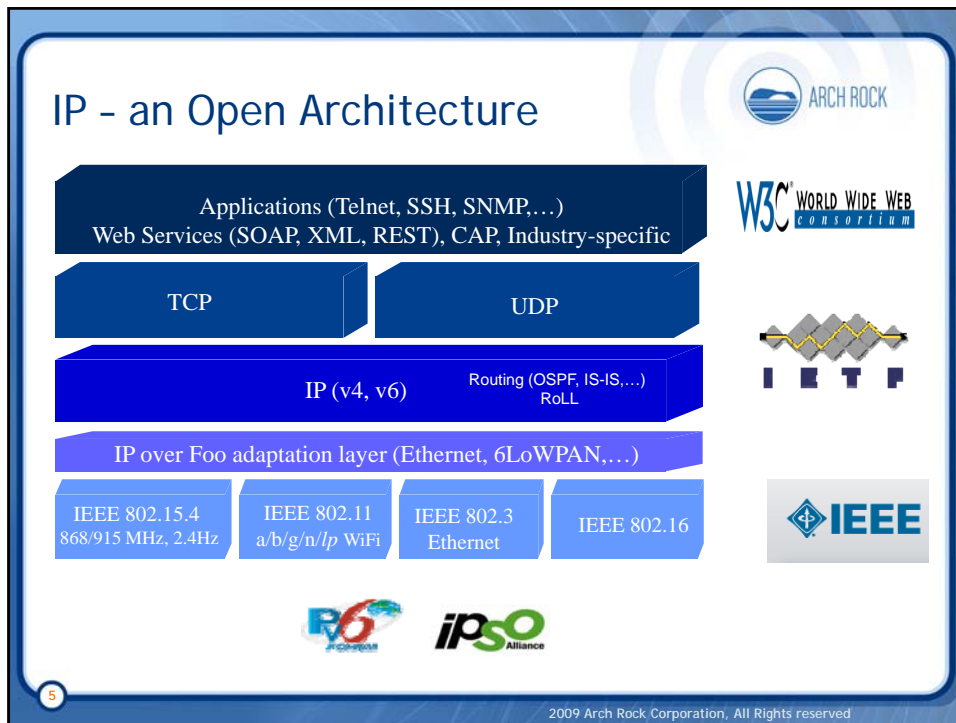 IP – an Open Architecture
ARCH ROCK
Applications (Telnet, SSH, SNMP,…)
Web Services (SOAP, XML, REST), CAP, Industry-specific
W3C® WORLD WIDE WEB
consortium
TCP
UDP
I E T F
IP (v4, v6)
Routing (OSPF, IS-IS,…)
RoLL
IP over Foo adaptation layer (Ethernet, 6LoWPAN,…)
IEEE 802.15.4
868/915 MHz, 2.4Hz
IEEE 802.11
a/b/g/n/lp WiFi
IEEE 802.3
Ethernet
IEEE 802.16
IEEE
IPv6
iPSO
Alliance
5
2009 Arch Rock Corporation, All Rights reserved